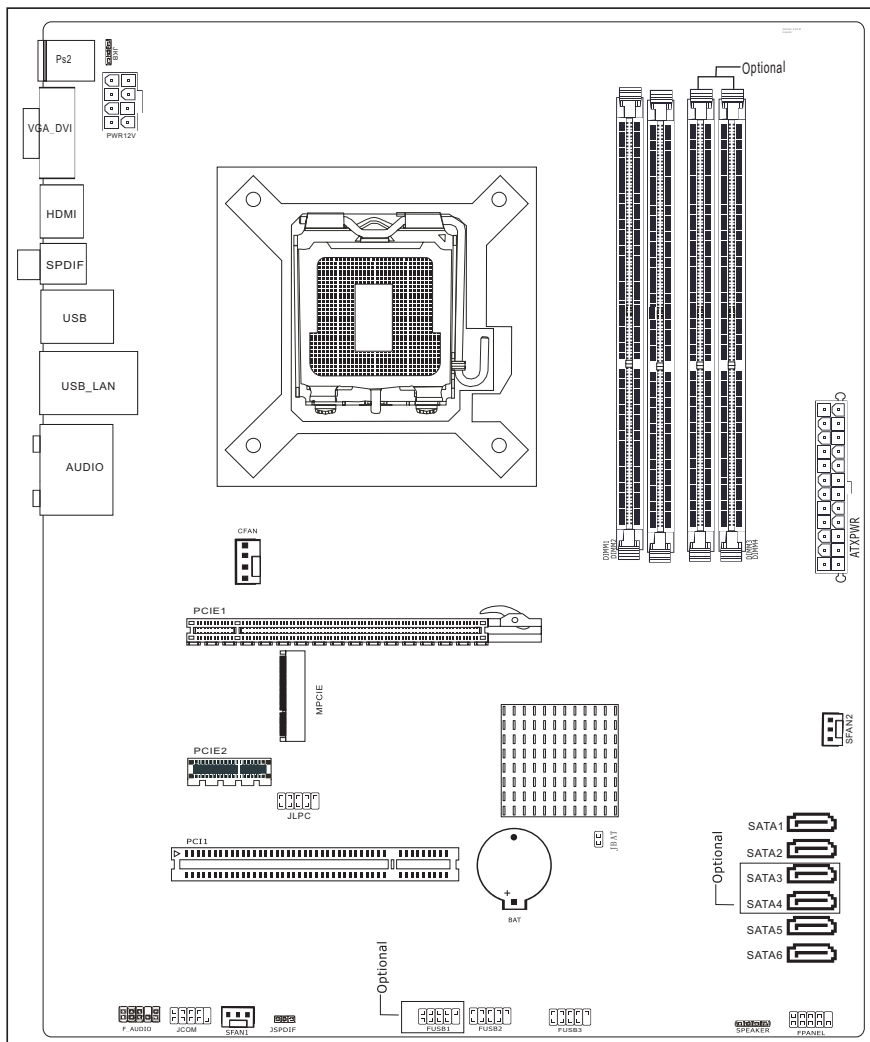 Ps2
JKB
PWR12V
VGA_DVI
HDMI
SPDIF
USB
USB_LAN
AUDIO
Optional
DIMM1
DIMM2
DIMM3
DIMM4
ATXPWR
CFAN
PCIE1
MPCIE
PCIE2
JLPC
SFAN2
PCI1
JBAT
BAT
+
SATA1
SATA2
SATA3
SATA4
SATA5
SATA6
Optional
Optional
F_AUDIO
JCOM
SFAN1
JSPDIF
FUSB1
FUSB2
FUSB3
SPEAKER
FPANEL